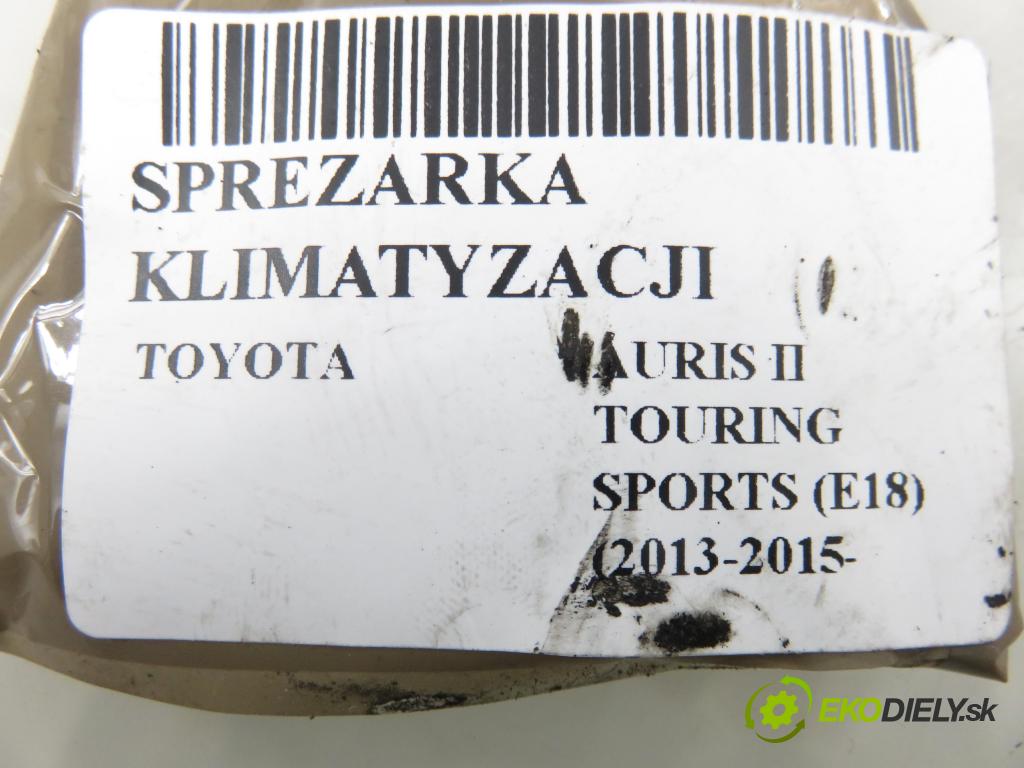 SPREZARKA
KLIMATYZACJI
TOYOTA
AURIS II
TOURING
SPORTS (E18)
(2013-2015-
EKODIELY.sk